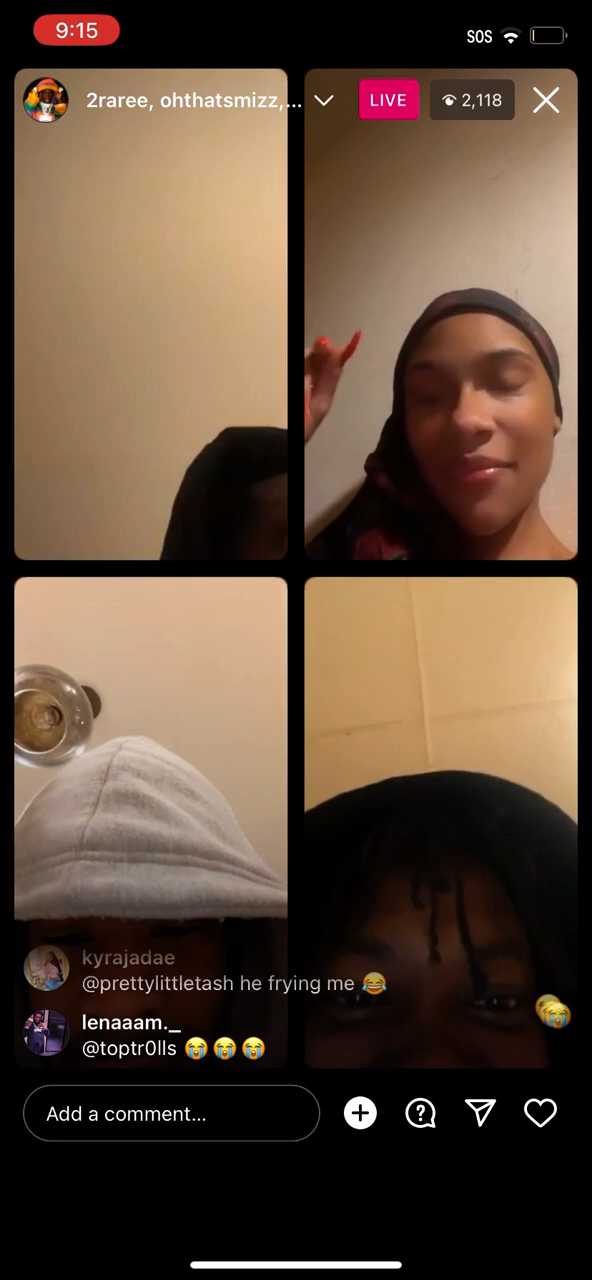 9:15
SOS
2raree, ohthatsmizz,...
LIVE
2,118
kyrajadae
@prettylittletash he frying me 😂
lenaaam._
@toptr0lls 😭😭😭
Add a comment...